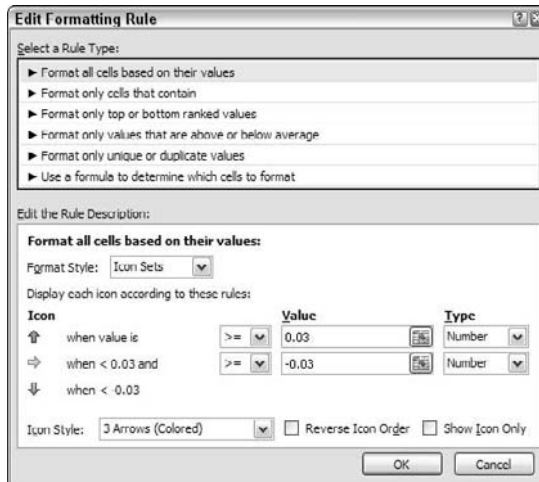 Edit Formatting Rule
Select a Rule Type:
► Format all cells based on their values
► Format only cells that contain
► Format only top or bottom ranked values
► Format only values that are above or below average
► Format only unique or duplicate values
► Use a formula to determine which cells to format
Edit the Rule Description:
Format all cells based on their values:
Format Style: Icon Sets
Display each icon according to these rules:
Icon Value Type
when value is >= 0.03 Number
when < 0.03 and >= -0.03 Number
when < -0.03
Icon Style: 3 Arrows (Colored) Reverse Icon Order Show Icon Only
OK Cancel